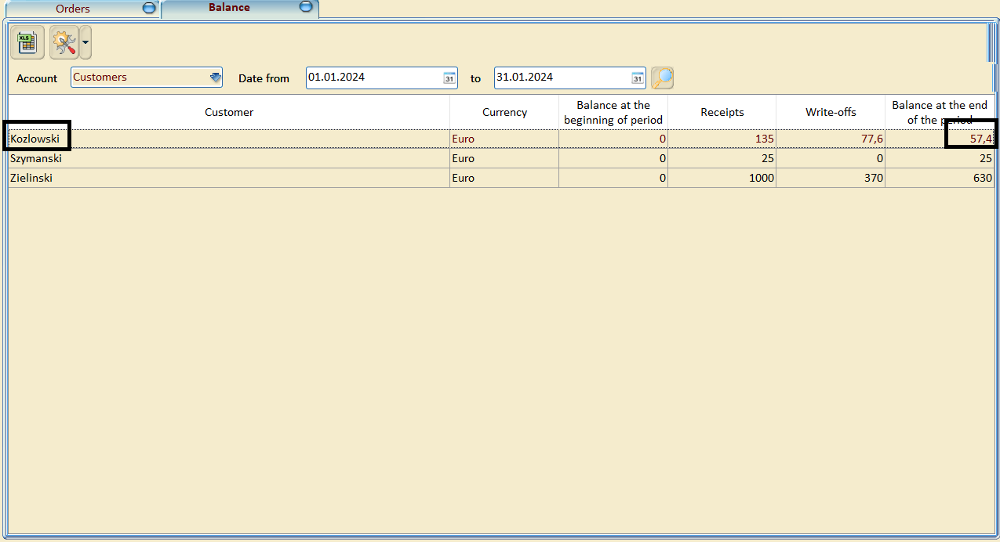 Orders Balance
XLS
Account Customers Date from 01.01.2024 31 to 31.01.2024 31
Customer Currency Balance at the beginning of period Receipts Write-offs Balance at the end of the period
Kozlowski Euro 0 135 77,6 57,4
Szymanski Euro 0 25 0 25
Zielinski Euro 0 1000 370 630